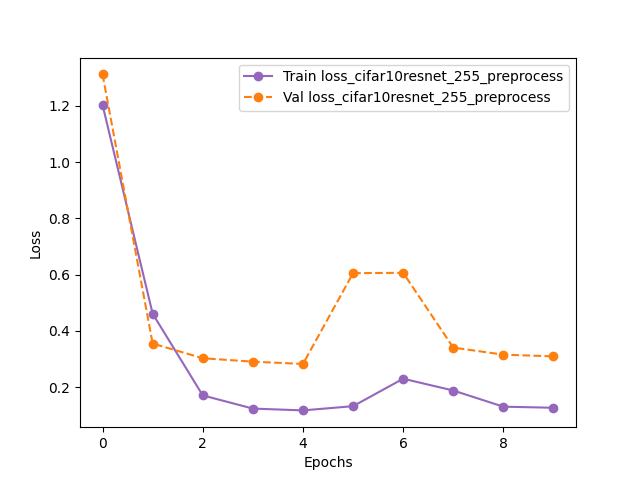 Train loss_cifar10resnet_255_preprocess
Val loss_cifar10resnet_255_preprocess
1.2
1.0
0.8
0.6
0.4
0.2
Loss
0 2 4 6 8
Epochs